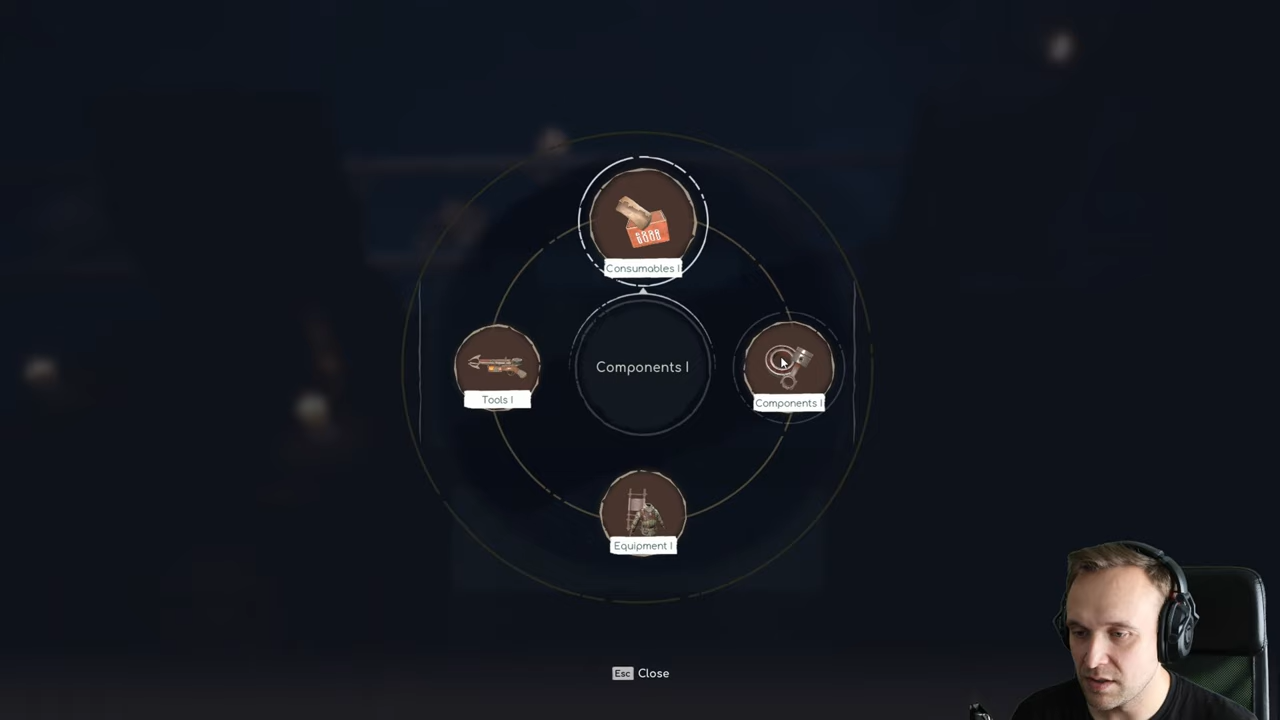 Consumables I
Components I
Tools I
Components I
Equipment I
Esc Close